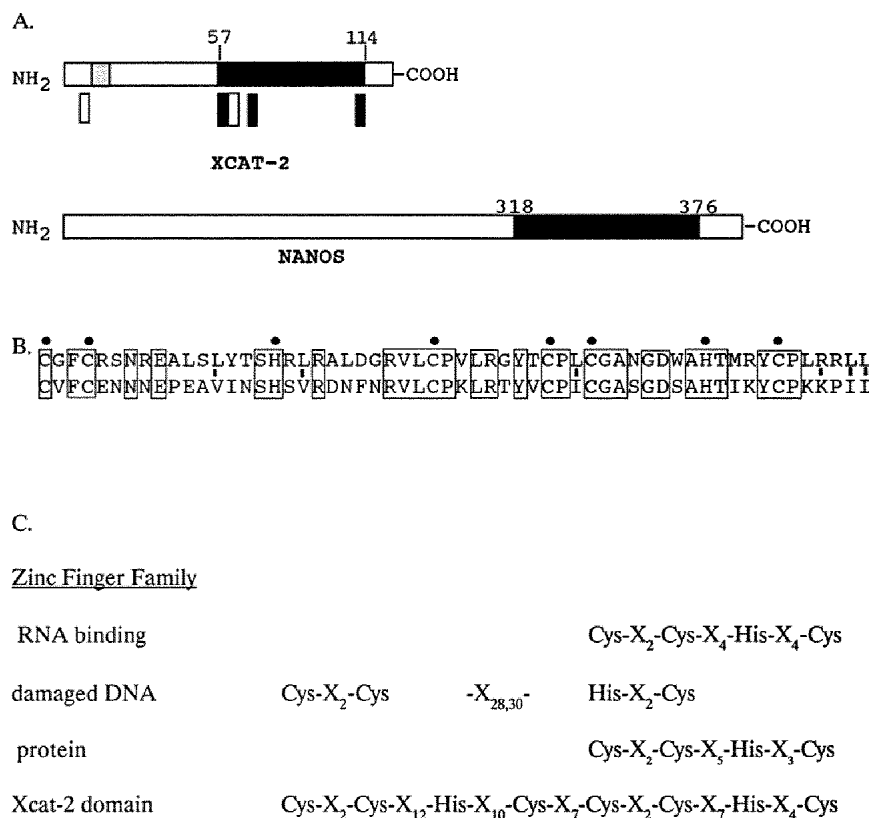 A.
57 114
NH₂ -COOH
XCAT-2
318 376
NH₂ -COOH
NANOS
B.
CGFCRSNREALSLYTSHRLRALDGRVLCPVLRGYTCPLCGANGDWAHTMRYCPLRRLL
CVFCENNNEPEAVINSHSVRDNFNRVLCPKLRTYVCPICGASGDSAHTIKYCPKKPII
C.
Zinc Finger Family
RNA binding Cys-X₂-Cys-X₄-His-X₄-Cys
damaged DNA Cys-X₂-Cys -X₂₈,₃₀- His-X₂-Cys
protein Cys-X₂-Cys-X₅-His-X₃-Cys
Xcat-2 domain Cys-X₂-Cys-X₁₂-His-X₁₀-Cys-X₇-Cys-X₂-Cys-X₇-His-X₄-Cys